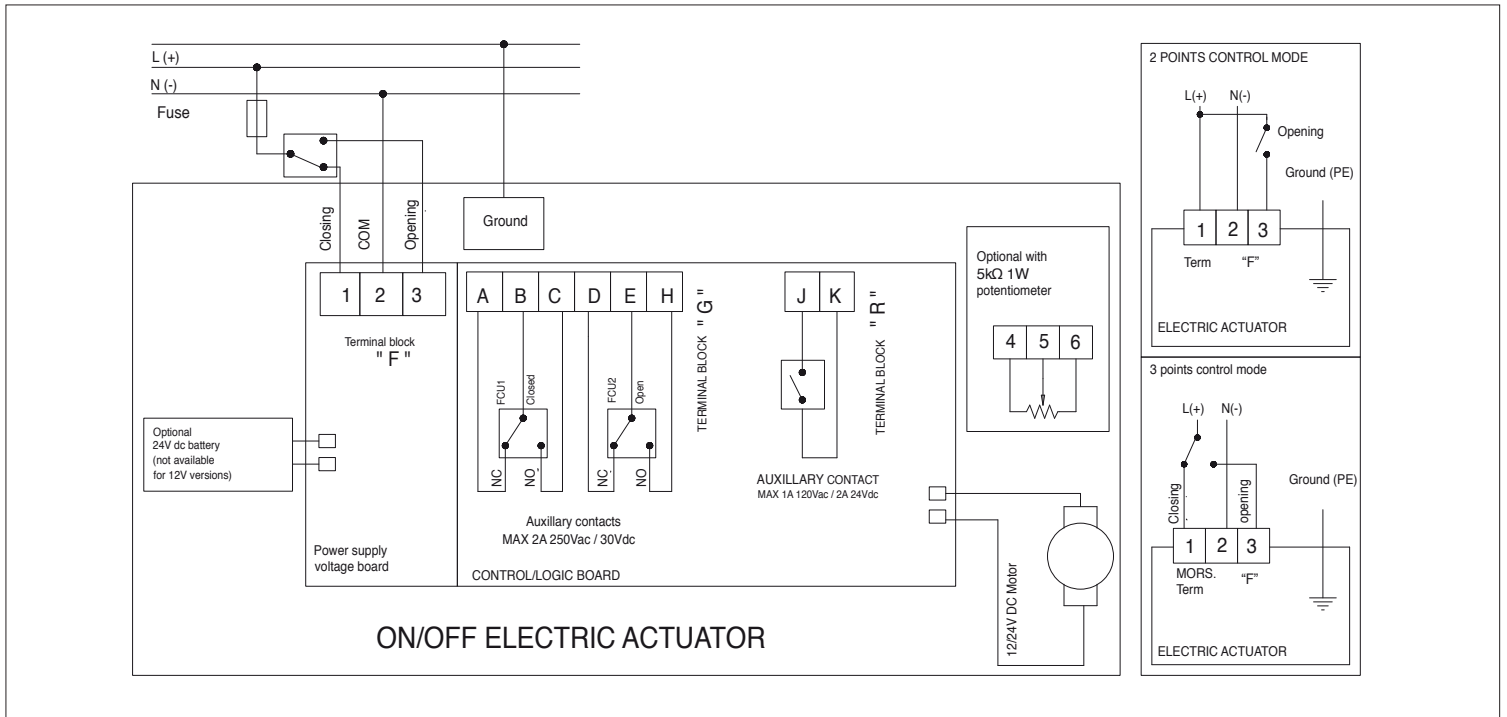 L (+)
N (-)
Fuse
Closing
COM
Opening
Ground
1 2 3
Terminal block
" F "
Optional
24V dc battery
(not available
for 12V versions)
Power supply
voltage board
A B C D E H
TERMINAL BLOCK " G "
FCU1
Closed
NC
NO
FCU2
Open
NC
NO
Auxillary contacts
MAX 2A 250Vac / 30Vdc
CONTROL/LOGIC BOARD
J K
TERMINAL BLOCK " R "
AUXILLARY CONTACT
MAX 1A 120Vac / 2A 24Vdc
Optional with
5kΩ 1W
potentiometer
4 5 6
12/24V DC Motor
ON/OFF ELECTRIC ACTUATOR
2 POINTS CONTROL MODE
L(+) N(-)
Opening
Ground (PE)
1 2 3
Term “F”
ELECTRIC ACTUATOR
3 points control mode
L(+) N(-)
Closing
opening
Ground (PE)
1 2 3
MORS.
Term “F”
ELECTRIC ACTUATOR